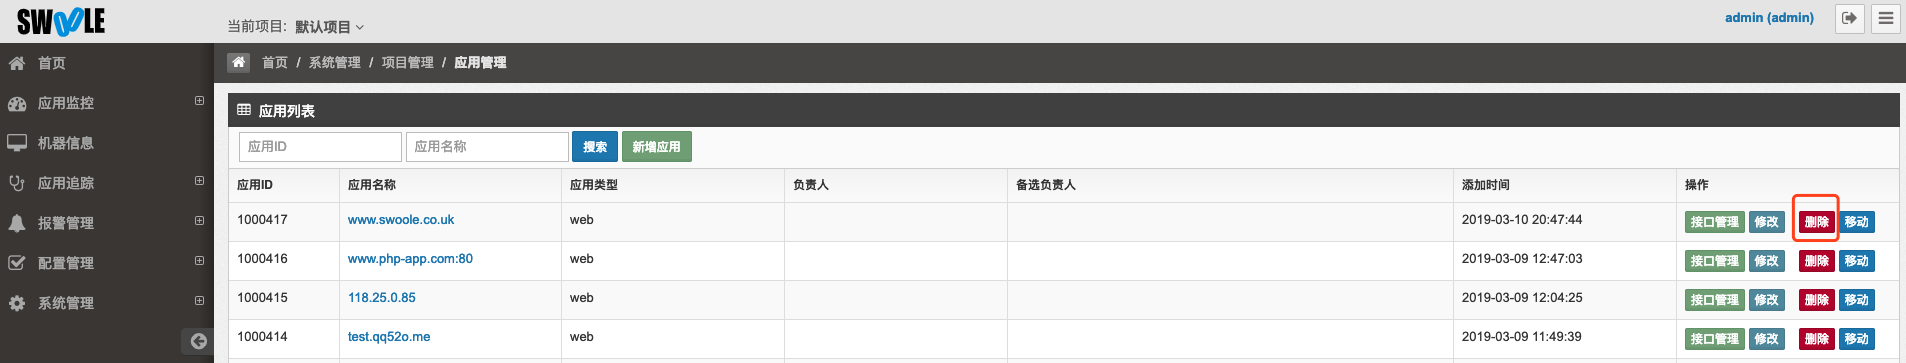 SWOOLE
当前项目: 默认项目
admin (admin)
首页
应用监控
机器信息
应用追踪
报警管理
配置管理
系统管理
首页 / 系统管理 / 项目管理 / 应用管理
应用列表
应用ID 应用名称 搜索 新增应用
应用ID 应用名称 应用类型 负责人 备选负责人 添加时间 操作
1000417 www.swoole.co.uk web 2019-03-10 20:47:44 接口管理 修改 删除 移动
1000416 www.php-app.com:80 web 2019-03-09 12:47:03 接口管理 修改 删除 移动
1000415 118.25.0.85 web 2019-03-09 12:04:25 接口管理 修改 删除 移动
1000414 test.qq52o.me web 2019-03-09 11:49:39 接口管理 修改 删除 移动